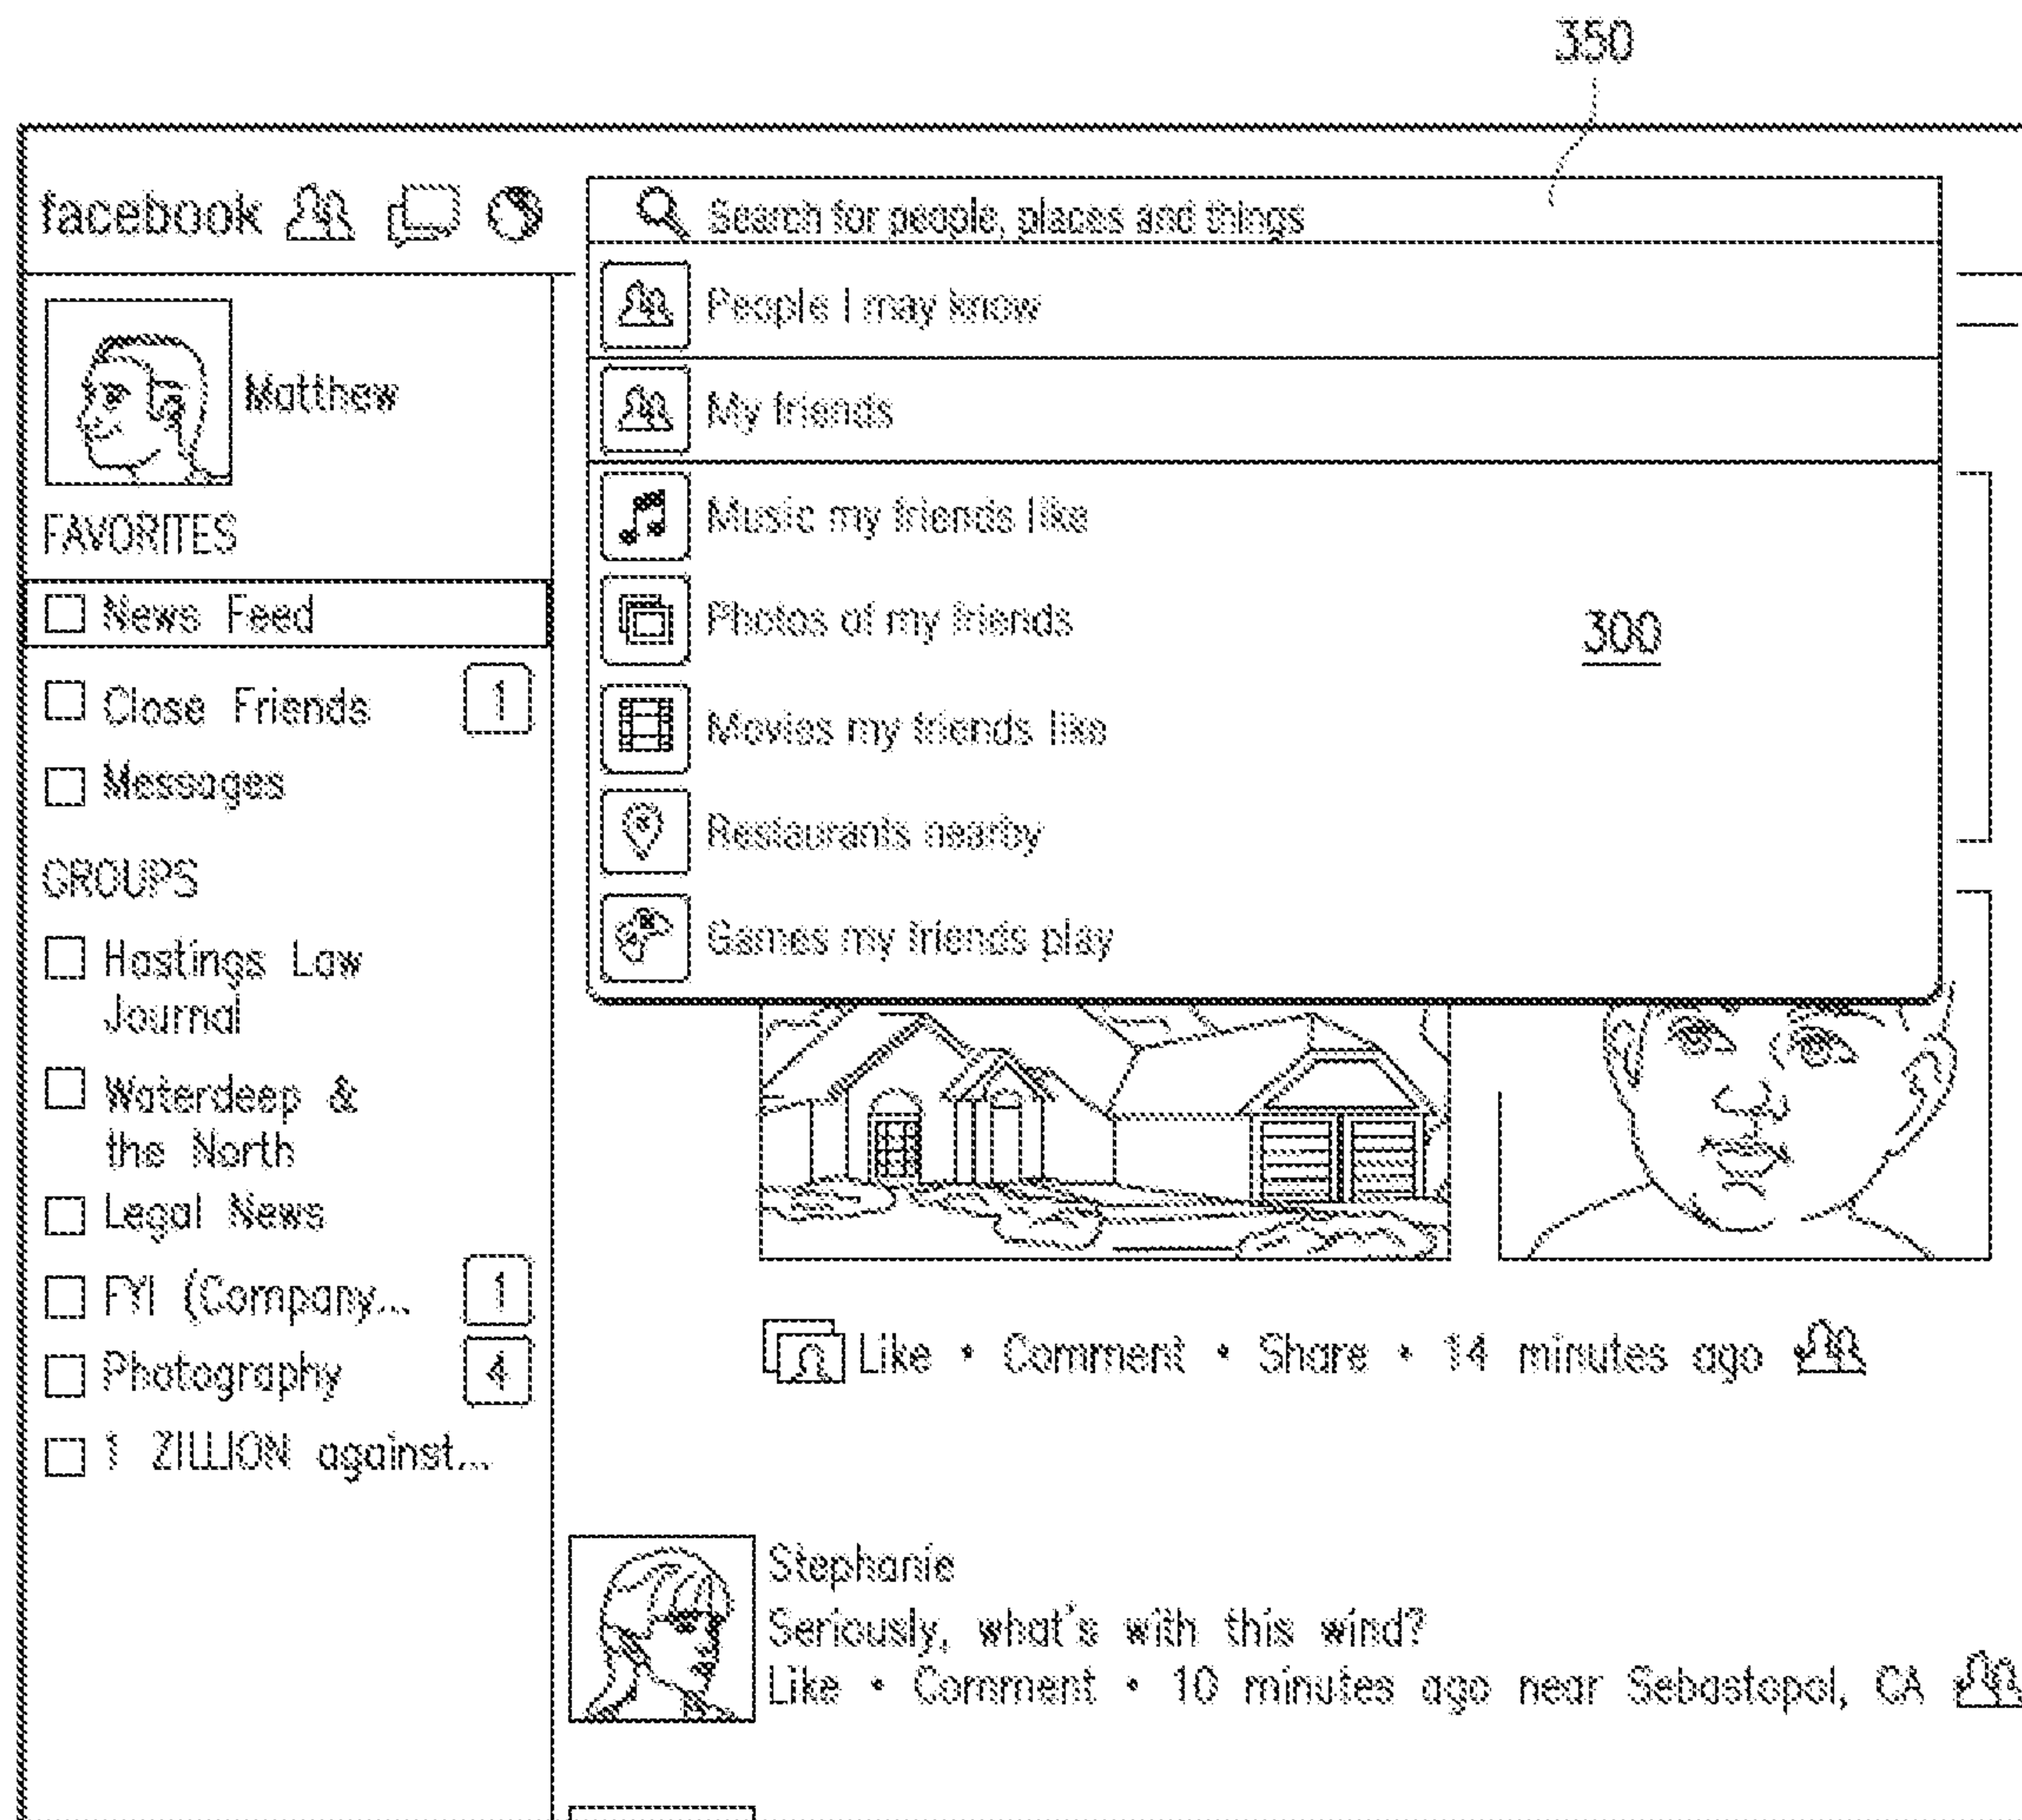 350
facebook
Search for people, places and things
People I may know
My friends
Music my friends like
Photos of my friends
300
Movies my friends like
Restaurants nearby
Games my friends play
Matthew
FAVORITES
News Feed
Close Friends 1
Messages
GROUPS
Hastings Law
Journal
Waterdeep &
the North
Legal News
FYI (Company... 1
Photography 4
1 ZILLION against...
Like • Comment • Share • 14 minutes ago
Stephanie
Seriously, what's with this wind?
Like • Comment • 10 minutes ago near Sebastopol, CA